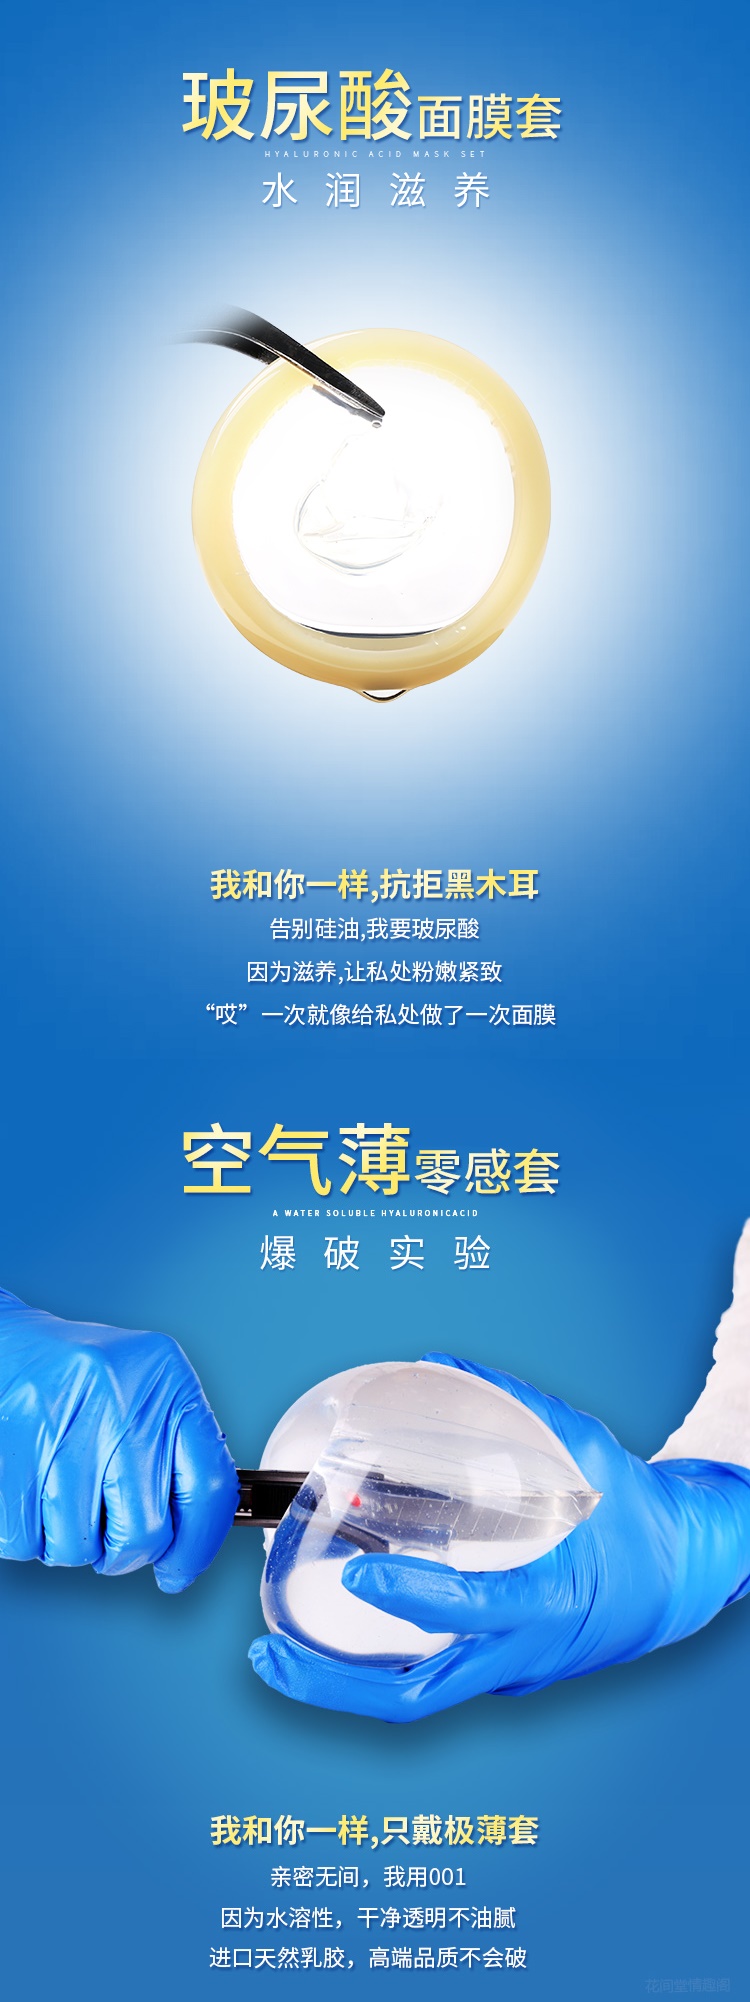 玻尿酸面膜套
HYALURONIC ACID MASK SET
水润滋养
我和你一样,抗拒黑木耳
告别硅油,我要玻尿酸
因为滋养,让私处粉嫩紧致
“哎”一次就像给私处做了一次面膜
空气薄零感套
A WATER SOLUBLE HYALURONICACID
爆破实验
我和你一样,只戴极薄套
亲密无间，我用001
因为水溶性，干净透明不油腻
进口天然乳胶，高端品质不会破
花间堂情趣阁